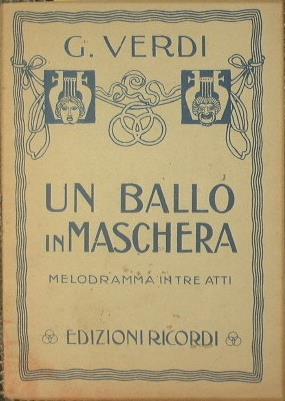 G. VERDI
UN BALLO
IN MASCHERA
MELODRAMMA IN TRE ATTI
EDIZIONI RICORDI